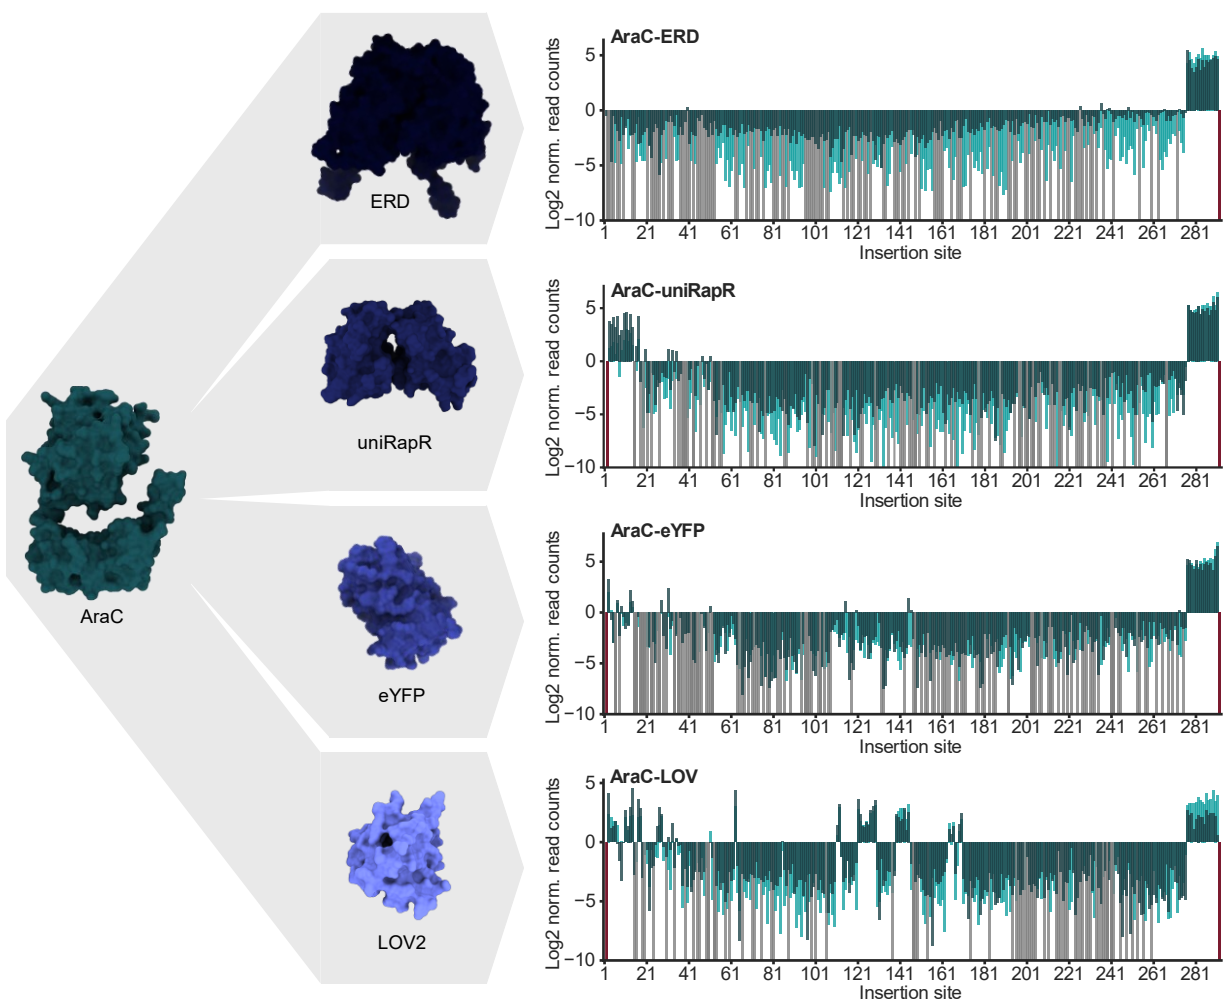 ERD
uniRapR
AraC
eYFP
LOV2
AraC-ERD
Log2 norm. read counts
5
0
−5
−10
1 21 41 61 81 101 121 141 161 181 201 221 241 261 281
Insertion site
AraC-uniRapR
Log2 norm. read counts
5
0
−5
−10
1 21 41 61 81 101 121 141 161 181 201 221 241 261 281
Insertion site
AraC-eYFP
Log2 norm. read counts
5
0
−5
−10
1 21 41 61 81 101 121 141 161 181 201 221 241 261 281
Insertion site
AraC-LOV
Log2 norm. read counts
5
0
−5
−10
1 21 41 61 81 101 121 141 161 181 201 221 241 261 281
Insertion site